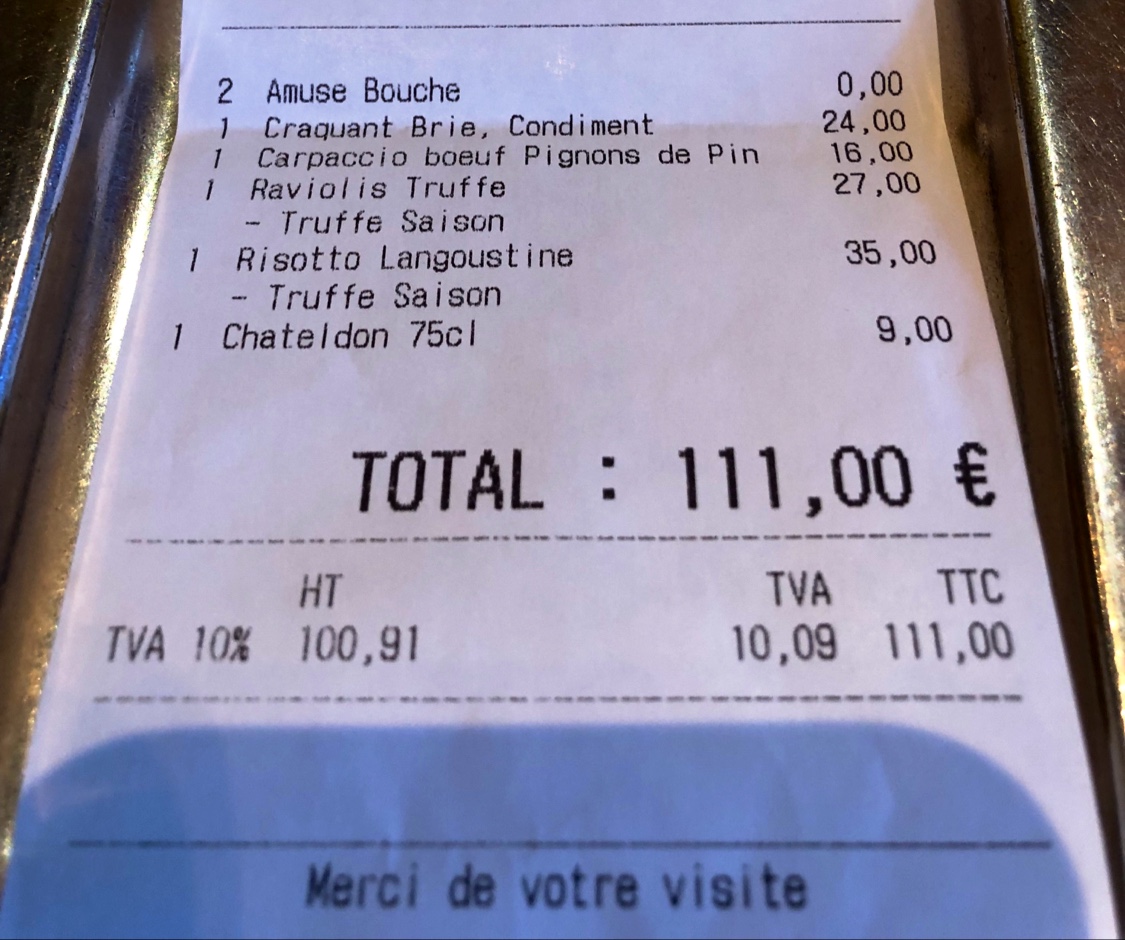 2 Amuse Bouche 0,00
1 Craquant Brie, Condiment 24,00
1 Carpaccio boeuf Pignons de Pin 16,00
1 Raviolis Truffe 27,00
- Truffe Saison
1 Risotto Langoustine 35,00
- Truffe Saison
1 Chateldon 75cl 9,00
TOTAL : 111,00 €
HT TVA TTC
TVA 10% 100,91 10,09 111,00
Merci de votre visite